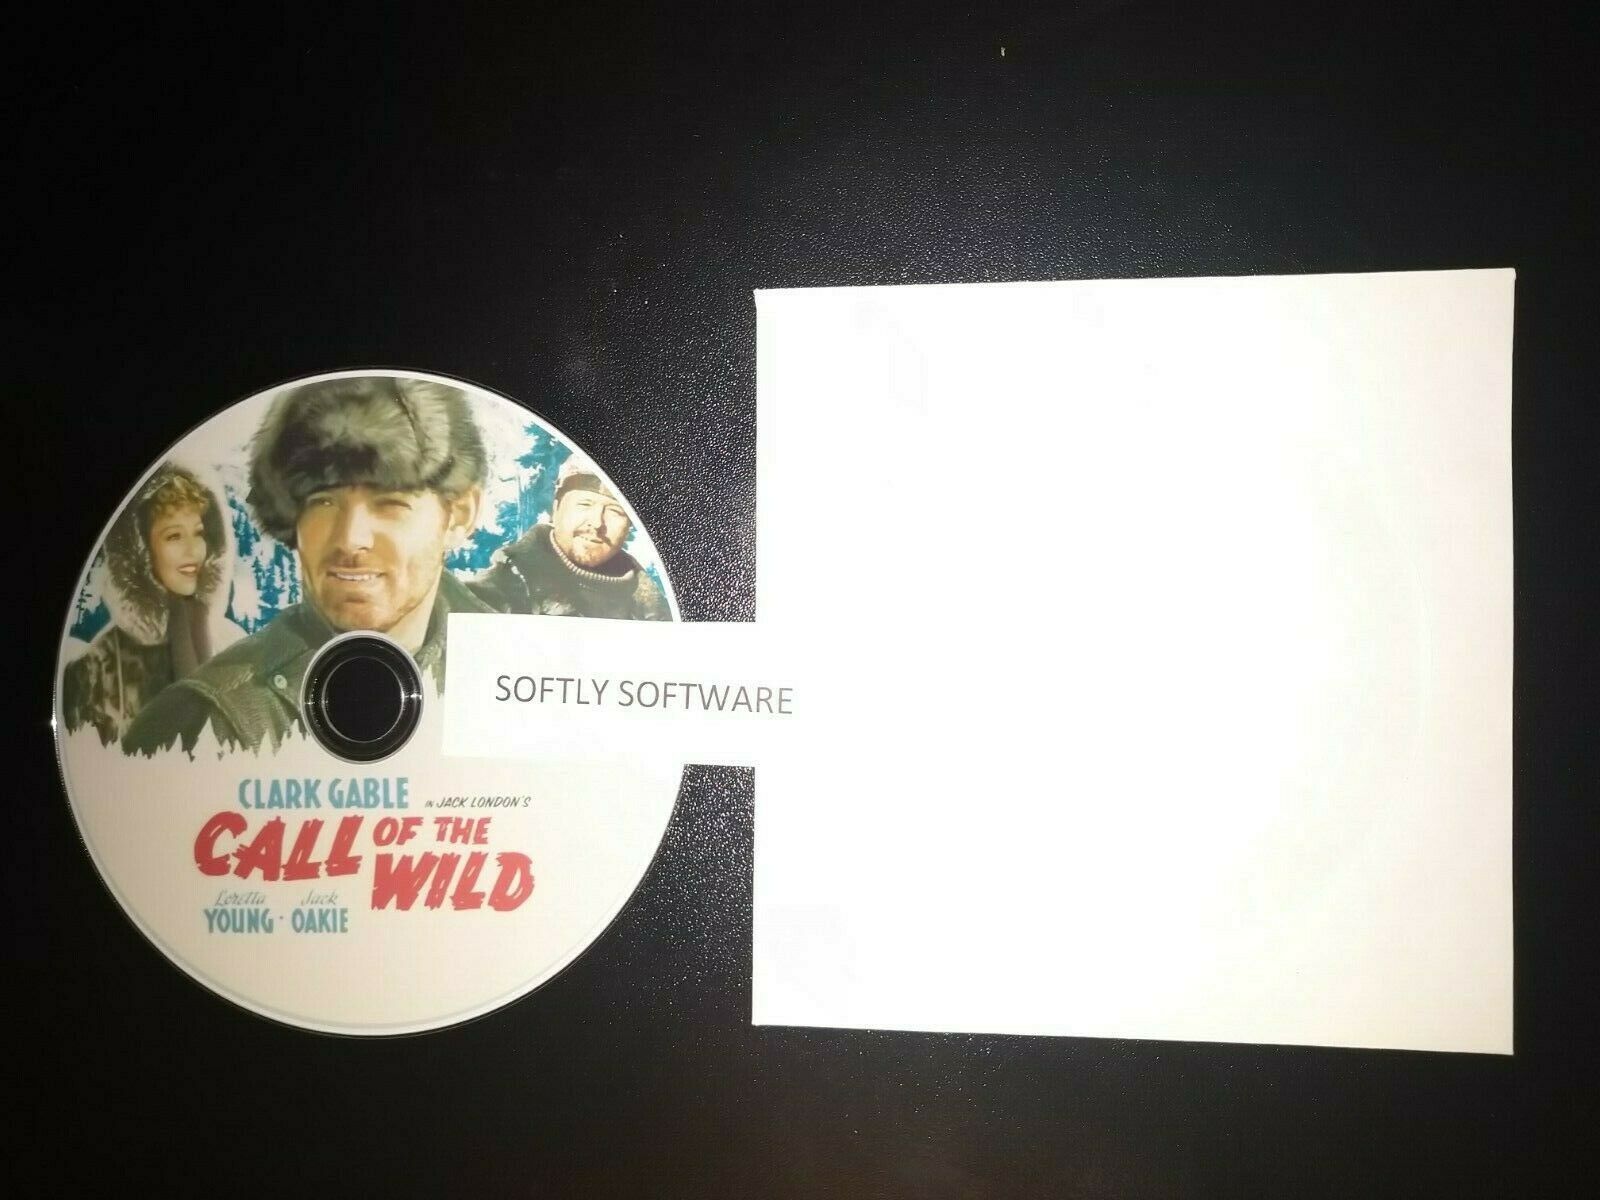 SOFTLY SOFTWARE
CLARK GABLE IN JACK LONDON'S
CALL OF THE
WILD
Loretta Jack
YOUNG · OAKIE